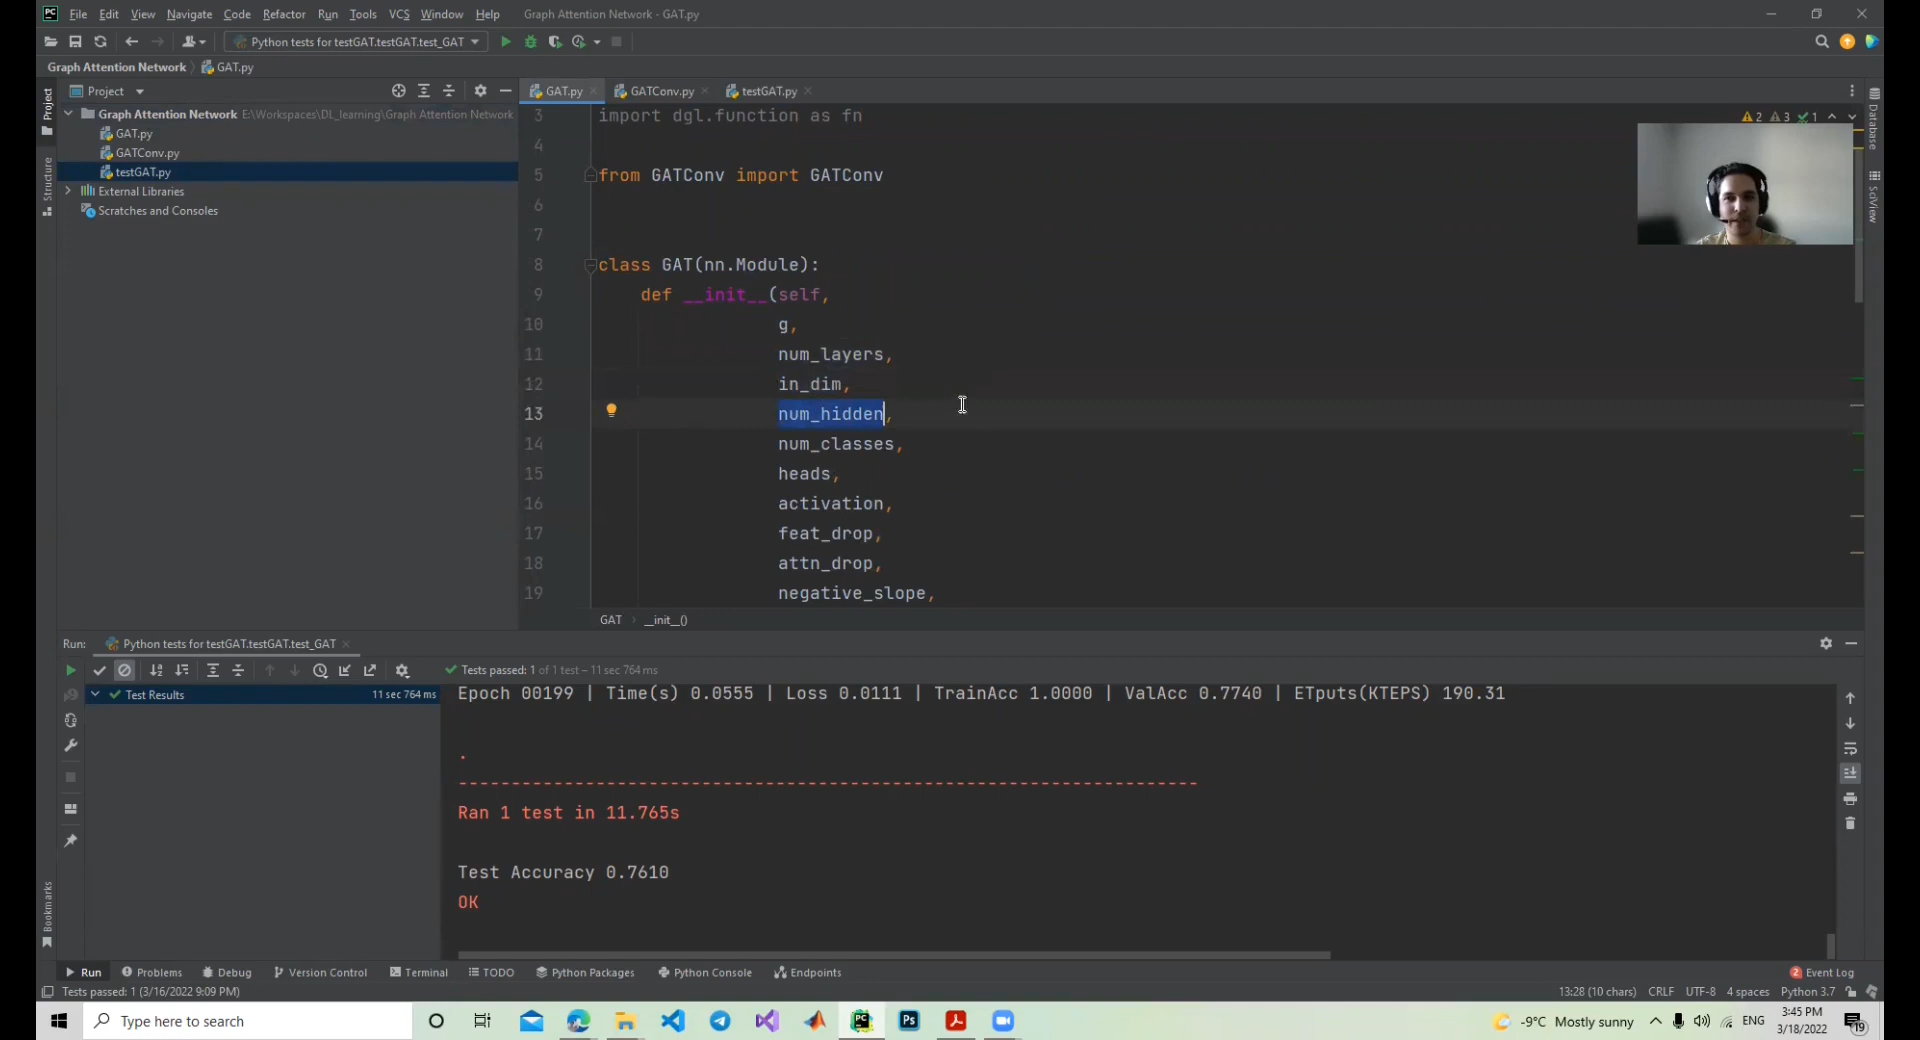 File Edit View Navigate Code Refactor Run Tools VCS Window Help Graph Attention Network - GAT.py
Python tests for testGAT.testGAT.test_GAT
Graph Attention Network GAT.py
Project
GAT.py GATConv.py testGAT.py
Graph Attention Network E:\Workspaces\DL_learning\Graph Attention Network
GAT.py
GATConv.py
testGAT.py
External Libraries
Scratches and Consoles
Project
Structure
Bookmarks
3 import dgl.function as fn
4
5 from GATConv import GATConv
6
7
8 class GAT(nn.Module):
9 def __init__(self,
10 g,
11 num_layers,
12 in_dim,
13 num_hidden,
14 num_classes,
15 heads,
16 activation,
17 feat_drop,
18 attn_drop,
19 negative_slope,
2 3 1
Database
SciView
GAT __init__()
Run: Python tests for testGAT.testGAT.test_GAT
Tests passed: 1 of 1 test – 11 sec 764 ms
Test Results 11 sec 764 ms
Epoch 00199 | Time(s) 0.0555 | Loss 0.0111 | TrainAcc 1.0000 | ValAcc 0.7740 | ETputs(KTEPS) 190.31
.
----------------------------------------------------------------------
Ran 1 test in 11.765s
Test Accuracy 0.7610
OK
Run Problems Debug Version Control Terminal TODO Python Packages Python Console Endpoints 2 Event Log
Tests passed: 1 (3/16/2022 9:09 PM) 13:28 (10 chars) CRLF UTF-8 4 spaces Python 3.7
Type here to search -9°C Mostly sunny ENG 3:45 PM
3/18/2022 19